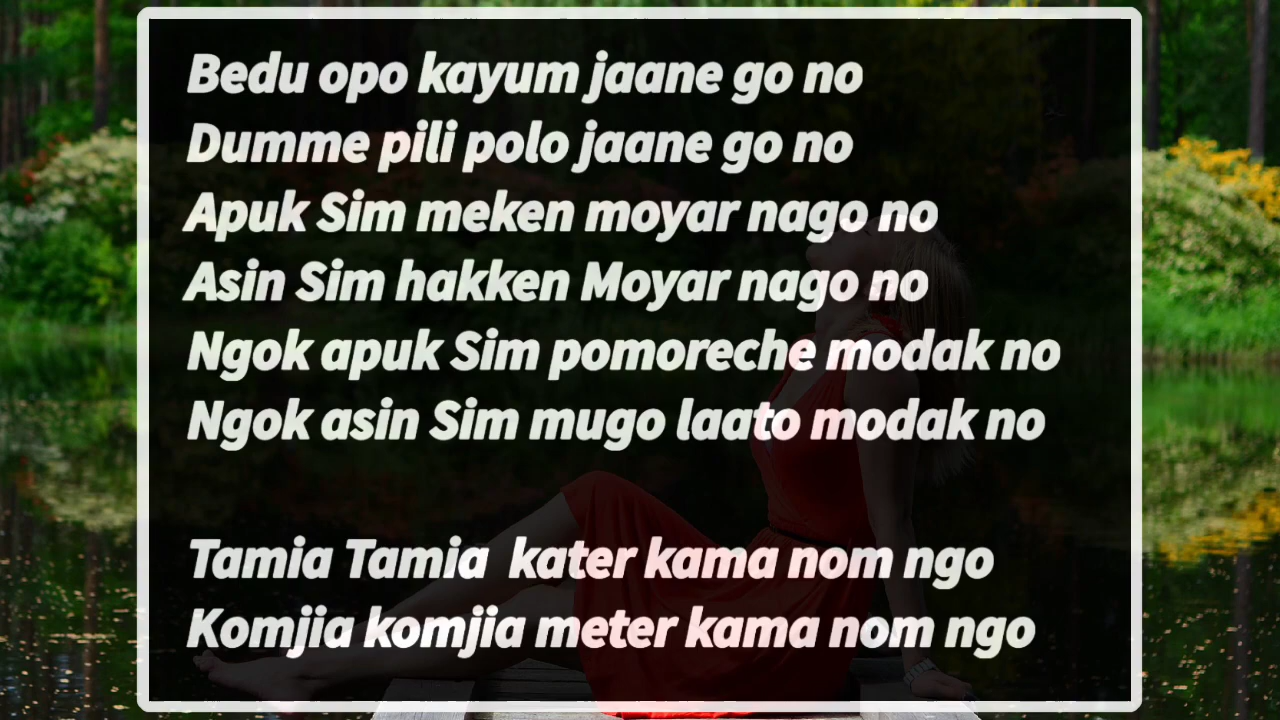 Bedu opo kayum jaane go no
Dumme pili polo jaane go no
Apuk Sim meken moyar nago no
Asin Sim hakken Moyar nago no
Ngok apuk Sim pomoreche modak no
Ngok asin Sim mugo laato modak no
Tamia Tamia kater kama nom ngo
Komjia komjia meter kama nom ngo